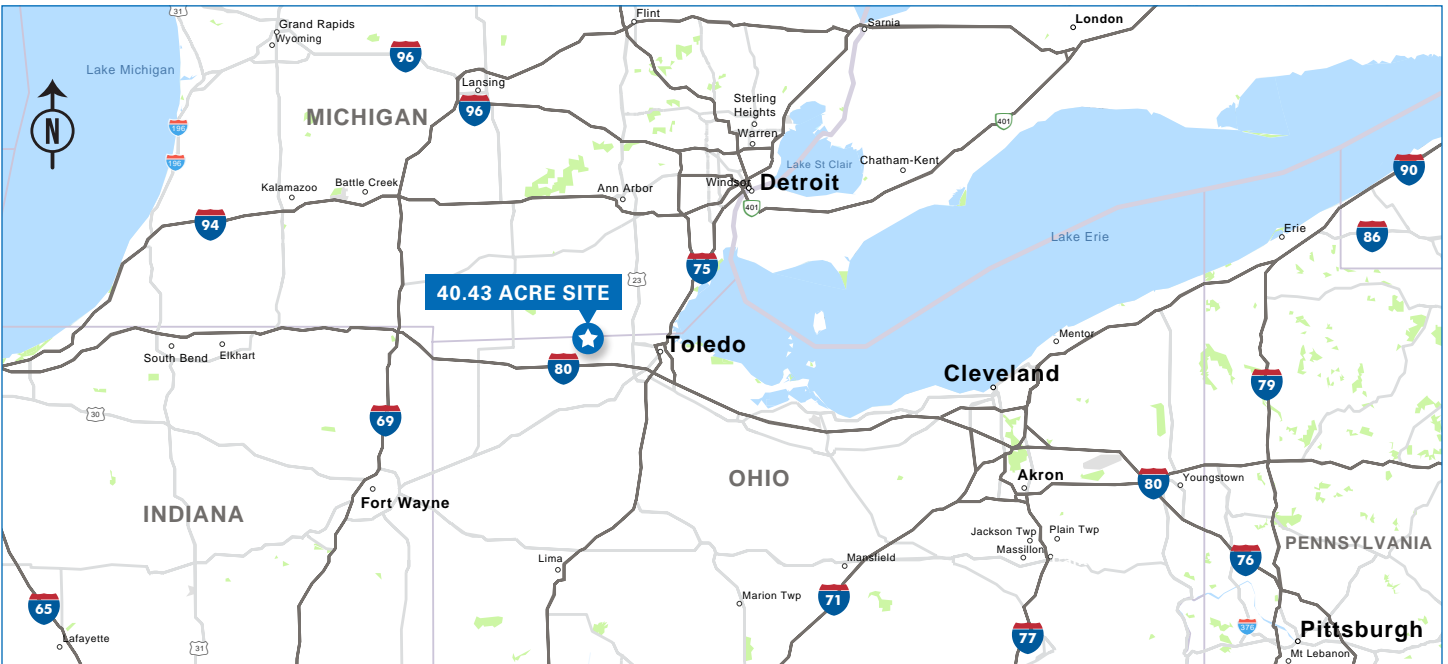 31
Flint
Sarnia
London
Grand Rapids
Wyoming
96
Lake Michigan
Lansing
96
Sterling
Heights
MICHIGAN
N
196
401
Warren
196
Lake St Clair
Chatham-Kent
90
Kalamazoo
Battle Creek
Ann Arbor
Windsor
Detroit
401
94
Lake Erie
Erie
86
75
23
40.43 ACRE SITE
Mentor
Toledo
South Bend
Elkhart
80
Cleveland
79
30
69
OHIO
Akron
80
Youngstown
Fort Wayne
INDIANA
Jackson Twp
Plain Twp
Massillon
PENNSYLVANIA
Lima
Mansfield
76
Marion Twp
71
65
376
77
Pittsburgh
Lafayette
31
Mt Lebanon